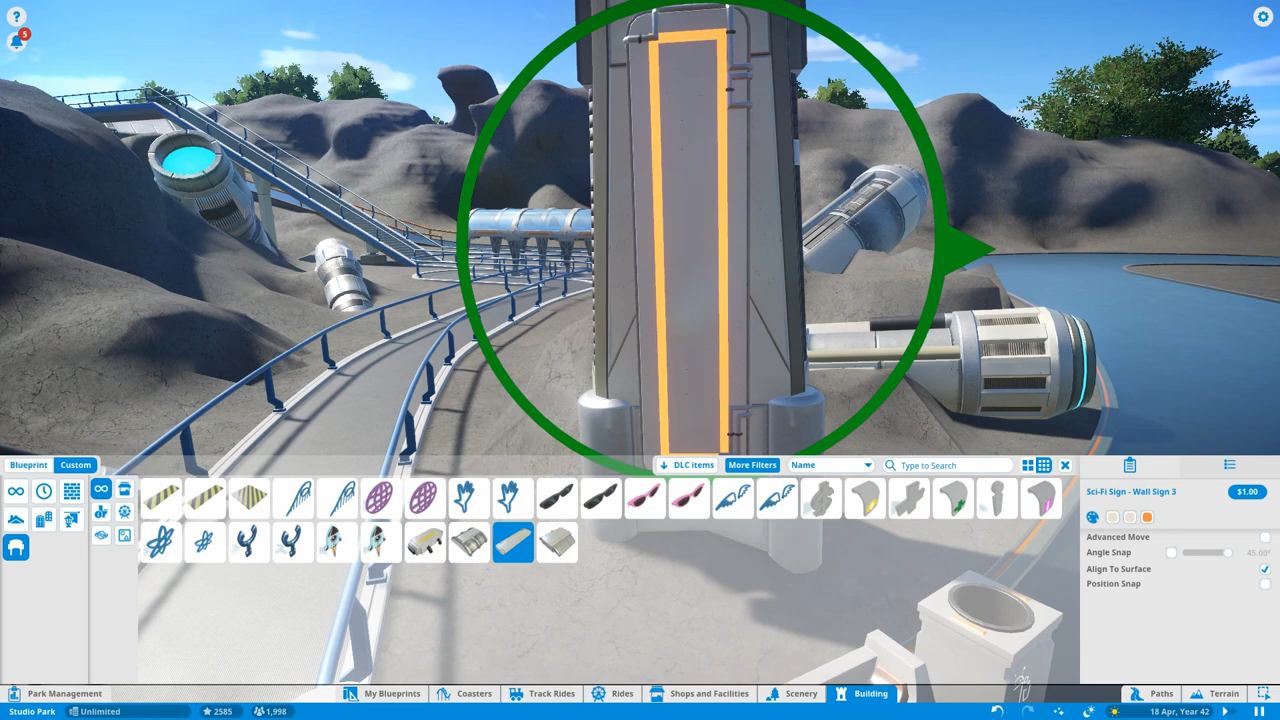 ?
5
Blueprint
Custom
DLC items
More Filters
Name
Type to Search
Sci-Fi Sign - Wall Sign 3
$1.00
Advanced Move
Angle Snap
45.00°
Align To Surface
Position Snap
Park Management
My Blueprints
Coasters
Track Rides
Rides
Shops and Facilities
Scenery
Building
Paths
Terrain
Studio Park
Unlimited
2585
1,998
18 Apr, Year 42